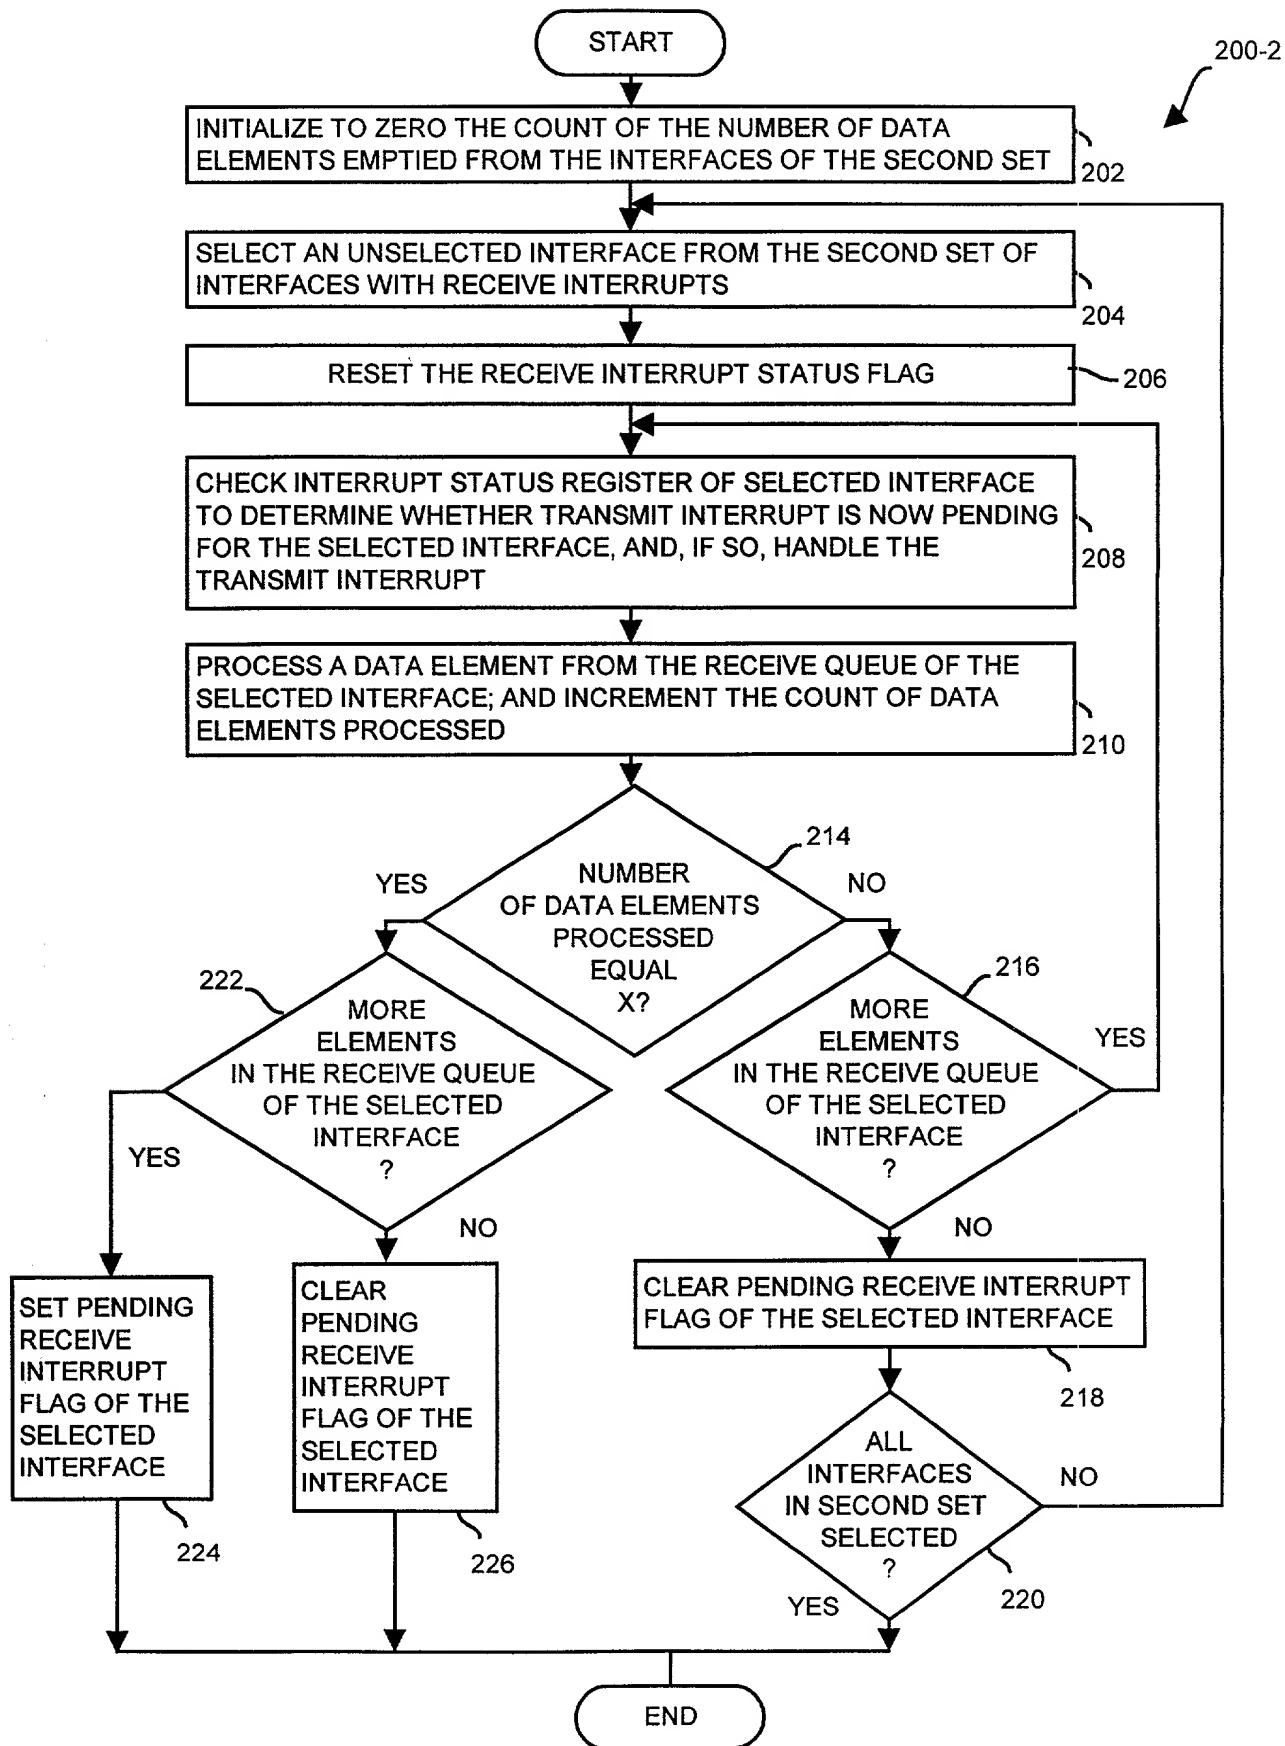 START
200-2
INITIALIZE TO ZERO THE COUNT OF THE NUMBER OF DATA
ELEMENTS EMPTIED FROM THE INTERFACES OF THE SECOND SET
202
SELECT AN UNSELECTED INTERFACE FROM THE SECOND SET OF
INTERFACES WITH RECEIVE INTERRUPTS
204
RESET THE RECEIVE INTERRUPT STATUS FLAG
206
CHECK INTERRUPT STATUS REGISTER OF SELECTED INTERFACE
TO DETERMINE WHETHER TRANSMIT INTERRUPT IS NOW PENDING
FOR THE SELECTED INTERFACE, AND, IF SO, HANDLE THE
TRANSMIT INTERRUPT
208
PROCESS A DATA ELEMENT FROM THE RECEIVE QUEUE OF THE
SELECTED INTERFACE; AND INCREMENT THE COUNT OF DATA
ELEMENTS PROCESSED
210
214
NUMBER
OF DATA ELEMENTS
PROCESSED
EQUAL
X?
YES
NO
222
MORE
ELEMENTS
IN THE RECEIVE QUEUE
OF THE SELECTED
INTERFACE
?
YES
NO
216
MORE
ELEMENTS
IN THE RECEIVE QUEUE
OF THE SELECTED
INTERFACE
?
YES
NO
SET PENDING
RECEIVE
INTERRUPT
FLAG OF THE
SELECTED
INTERFACE
224
CLEAR
PENDING
RECEIVE
INTERRUPT
FLAG OF THE
SELECTED
INTERFACE
226
CLEAR PENDING RECEIVE INTERRUPT
FLAG OF THE SELECTED INTERFACE
218
ALL
INTERFACES
IN SECOND SET
SELECTED
?
NO
220
YES
END